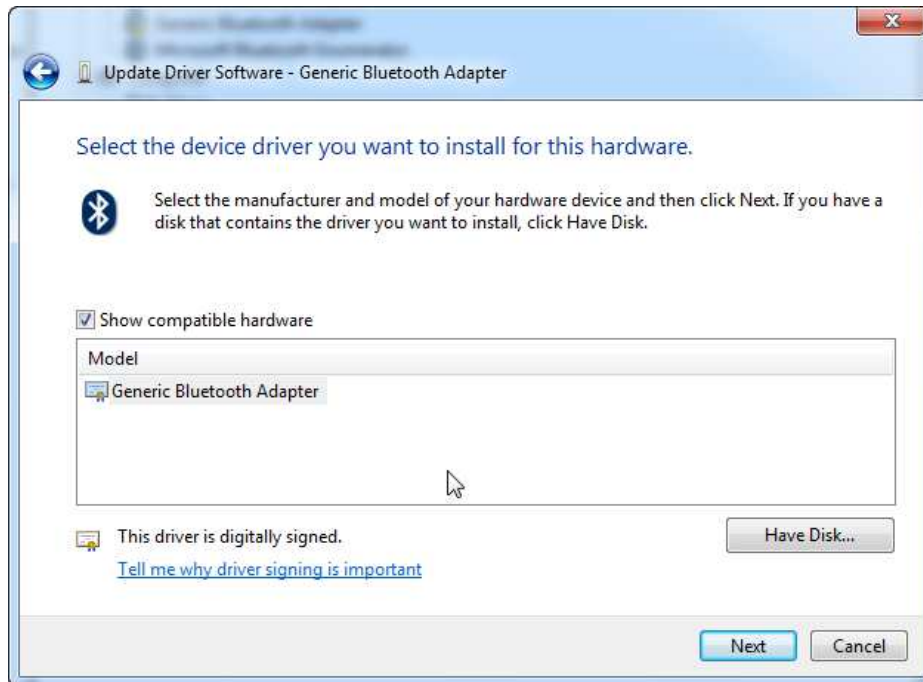 Update Driver Software - Generic Bluetooth Adapter
Select the device driver you want to install for this hardware.
Select the manufacturer and model of your hardware device and then click Next. If you have a
disk that contains the driver you want to install, click Have Disk.
Show compatible hardware
Model
Generic Bluetooth Adapter
This driver is digitally signed.
Have Disk...
Tell me why driver signing is important
Next
Cancel